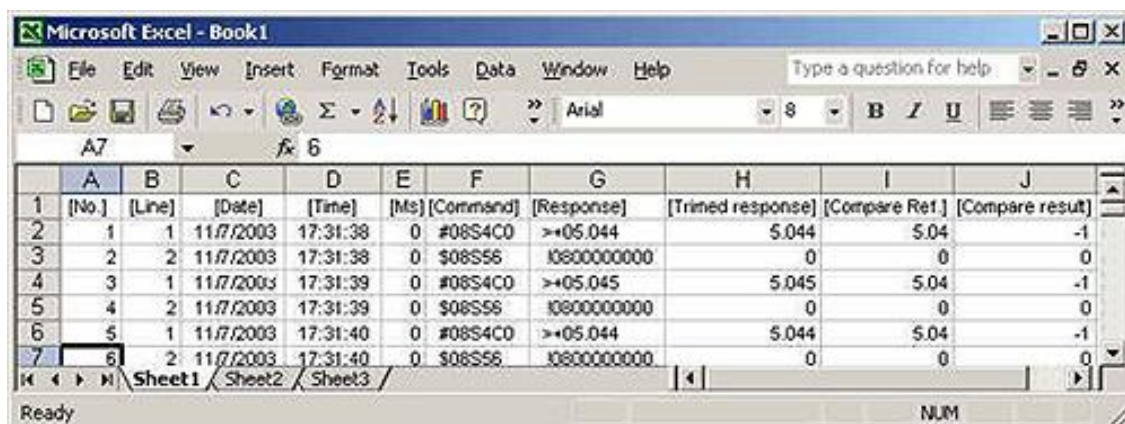 Microsoft Excel - Book1
File Edit View Insert Format Tools Data Window Help Type a question for help
Arial 8 B I U
A7 fx 6
A B C D E F G H I J
1 [No.] [Line] [Date] [Time] [Ms] [Command] [Response] [Trimed response] [Compare Ref.] [Compare result]
2 1 1 11/7/2003 17:31:38 0 #08S4C0 >+05.044 5.044 5.04 -1
3 2 2 11/7/2003 17:31:38 0 $08S56 !0800000000 0 0 0
4 3 1 11/7/2003 17:31:39 0 #08S4C0 >+05.045 5.045 5.04 -1
5 4 2 11/7/2003 17:31:39 0 $08S56 !0800000000 0 0 0
6 5 1 11/7/2003 17:31:40 0 #08S4C0 >+05.044 5.044 5.04 -1
7 6 2 11/7/2003 17:31:40 0 $08S56 !0800000000 0 0 0
Sheet1 Sheet2 Sheet3
Ready NUM